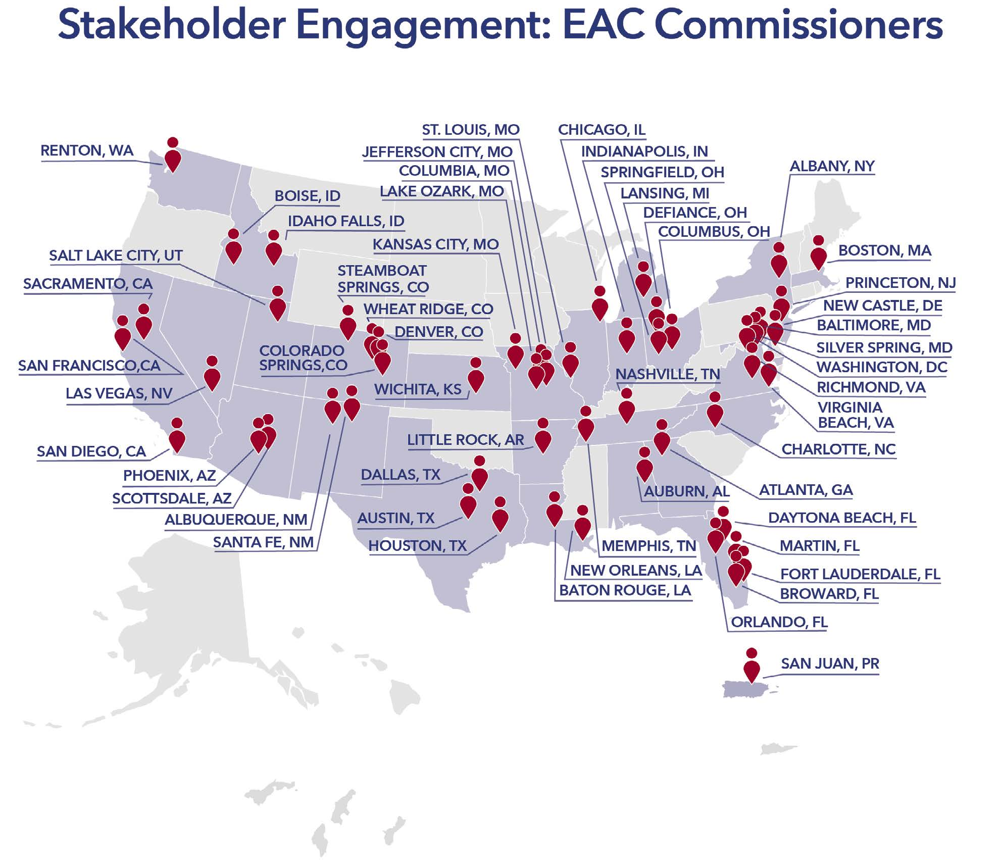 Stakeholder Engagement: EAC Commissioners
ST. LOUIS, MO
CHICAGO, IL
RENTON, WA
JEFFERSON CITY, MO
INDIANAPOLIS, IN
COLUMBIA, MO
SPRINGFIELD, OH
ALBANY, NY
LAKE OZARK, MO
LANSING, MI
BOISE, ID
DEFIANCE, OH
IDAHO FALLS, ID
COLUMBUS, OH
KANSAS CITY, MO
BOSTON, MA
SALT LAKE CITY, UT
STEAMBOAT
SPRINGS, CO
SACRAMENTO, CA
PRINCETON, NJ
WHEAT RIDGE, CO
NEW CASTLE, DE
DENVER, CO
BALTIMORE, MD
COLORADO
SPRINGS,CO
SILVER SPRING, MD
SAN FRANCISCO,CA
WASHINGTON, DC
NASHVILLE, TN
WICHITA, KS
RICHMOND, VA
LAS VEGAS, NV
VIRGINIA
BEACH, VA
LITTLE ROCK, AR
SAN DIEGO, CA
CHARLOTTE, NC
PHOENIX, AZ
DALLAS, TX
AUBURN, AL
ATLANTA, GA
SCOTTSDALE, AZ
ALBUQUERQUE, NM
AUSTIN, TX
DAYTONA BEACH, FL
SANTA FE, NM
HOUSTON, TX
MEMPHIS, TN
MARTIN, FL
NEW ORLEANS, LA
FORT LAUDERDALE, FL
BATON ROUGE, LA
BROWARD, FL
ORLANDO, FL
SAN JUAN, PR